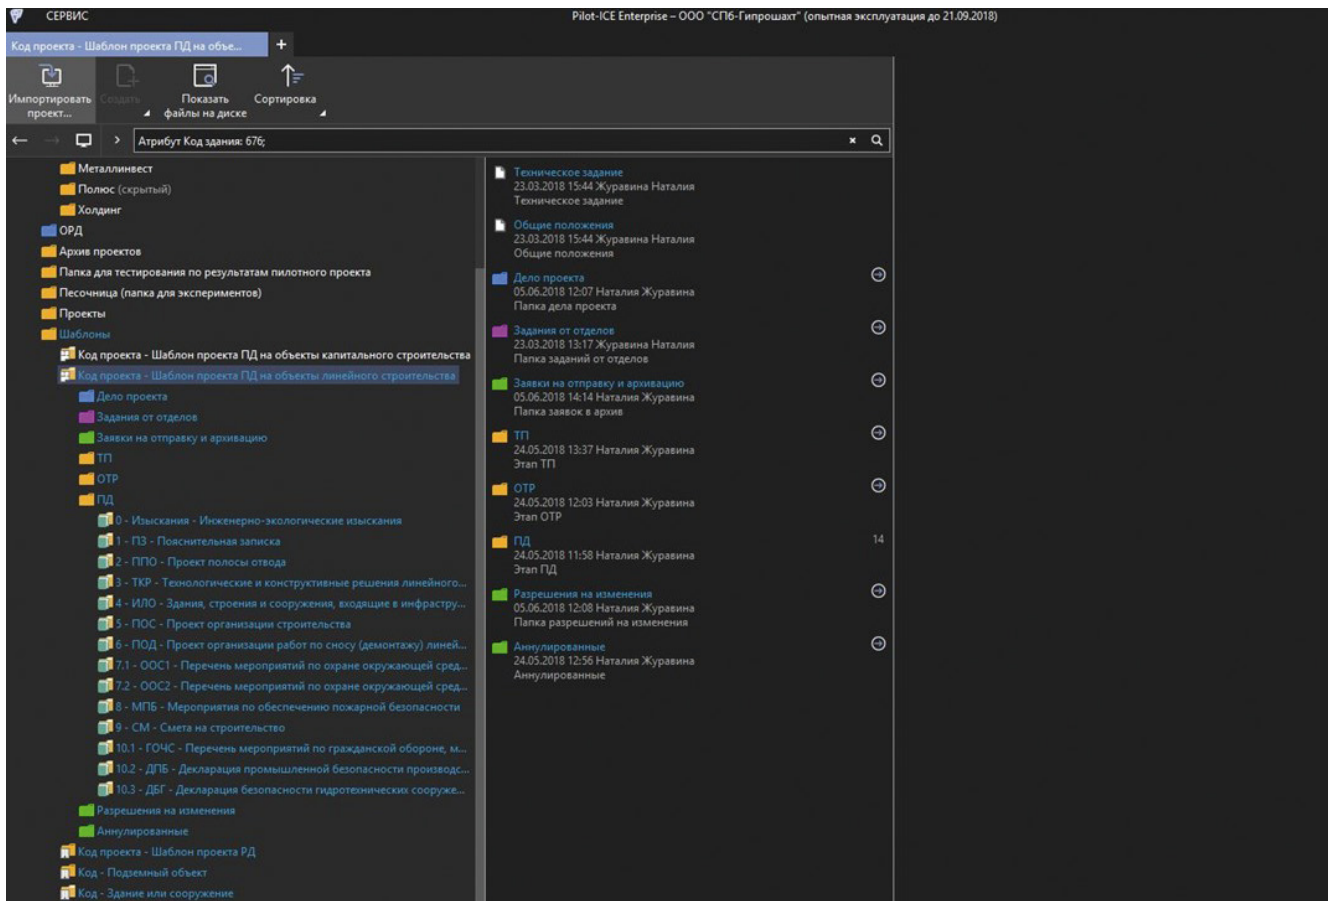 СЕРВИС
Pilot-ICE Enterprise – ООО "СПб-Гипрошахт" (опытная эксплуатация до 21.09.2018)
Код проекта - Шаблон проекта ПД на объе...
+
Импортировать проект...
Создать
Показать файлы на диске
Сортировка
Атрибут Код здания: 676;
Металлинвест
Полюс (скрытый)
Холдинг
ОРД
Архив проектов
Папка для тестирования по результатам пилотного проекта
Песочница (папка для экспериментов)
Проекты
Шаблоны
Код проекта - Шаблон проекта ПД на объекты капитального строительства
Код проекта - Шаблон проекта ПД на объекты линейного строительства
Дело проекта
Задания от отделов
Заявки на отправку и архивацию
ТП
ОТР
ПД
0 - Изыскания - Инженерно-экологические изыскания
1 - ПЗ - Пояснительная записка
2 - ППО - Проект полосы отвода
3 - ТКР - Технологические и конструктивные решения линейного...
4 - ИЛО - Здания, строения и сооружения, входящие в инфрастру...
5 - ПОС - Проект организации строительства
6 - ПОД - Проект организации работ по сносу (демонтажу) линей...
7.1 - ООС1 - Перечень мероприятий по охране окружающей сред...
7.2 - ООС2 - Перечень мероприятий по охране окружающей сред...
8 - МПБ - Мероприятия по обеспечению пожарной безопасности
9 - СМ - Смета на строительство
10.1 - ГОЧС - Перечень мероприятий по гражданской обороне, м...
10.2 - ДПБ - Декларация промышленной безопасности производс...
10.3 - ДБГ - Декларация безопасности гидротехнических сооруже...
Разрешения на изменения
Аннулированные
Код проекта - Шаблон проекта РД
Код - Подземный объект
Код - Здание или сооружение
Техническое задание
23.03.2018 15:44 Журавина Наталия
Техническое задание
Общие положения
23.03.2018 15:44 Журавина Наталия
Общие положения
Дело проекта
05.06.2018 12:07 Наталия Журавина
Папка дела проекта
Задания от отделов
23.03.2018 13:17 Журавина Наталия
Папка заданий от отделов
Заявки на отправку и архивацию
05.06.2018 14:14 Наталия Журавина
Папка заявок в архив
ТП
24.05.2018 13:37 Наталия Журавина
Этап ТП
ОТР
24.05.2018 12:03 Наталия Журавина
Этап ОТР
ПД
14
24.05.2018 11:58 Наталия Журавина
Этап ПД
Разрешения на изменения
05.06.2018 12:08 Наталия Журавина
Папка разрешений на изменения
Аннулированные
24.05.2018 12:56 Наталия Журавина
Аннулированные